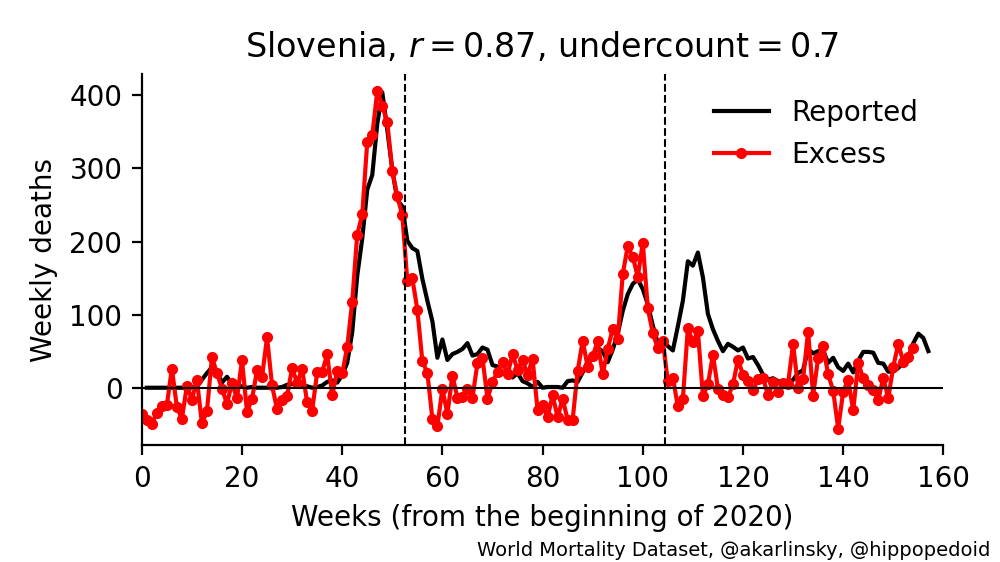 Slovenia, r = 0.87, undercount = 0.7
Reported
Excess
Weekly deaths
400
300
200
100
0
0 20 40 60 80 100 120 140 160
Weeks (from the beginning of 2020)
World Mortality Dataset, @akarlinsky, @hippopedoid